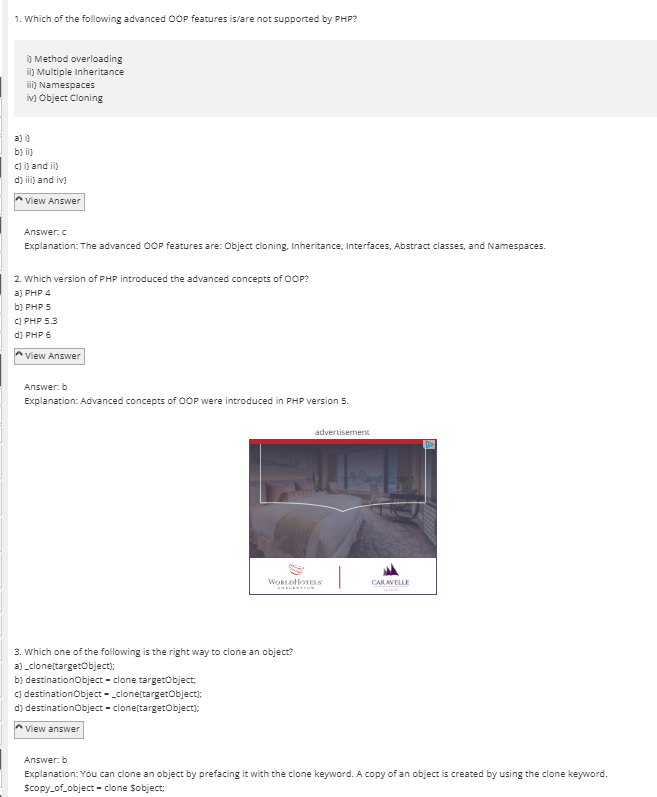 1. Which of the following advanced OOP features is/are not supported by PHP?
i) Method overloading
ii) Multiple Inheritance
iii) Namespaces
iv) Object Cloning
a) i)
b) ii)
c) i) and ii)
d) iii) and iv)
View Answer
Answer: c
Explanation: The advanced OOP features are: Object cloning, Inheritance, Interfaces, Abstract classes, and Namespaces.
2. Which version of PHP introduced the advanced concepts of OOP?
a) PHP 4
b) PHP 5
c) PHP 5.3
d) PHP 6
View Answer
Answer: b
Explanation: Advanced concepts of OOP were introduced in PHP version 5.
advertisement
WORLDHOTELS CARAVELLE
COLLECTION
3. Which one of the following is the right way to clone an object?
a) _clone(targetObject);
b) destinationObject = clone targetObject;
c) destinationObject = _clone(targetObject);
d) destinationObject = clone(targetObject);
View answer
Answer: b
Explanation: You can clone an object by prefacing it with the clone keyword. A copy of an object is created by using the clone keyword.
$copy_of_object = clone $object;